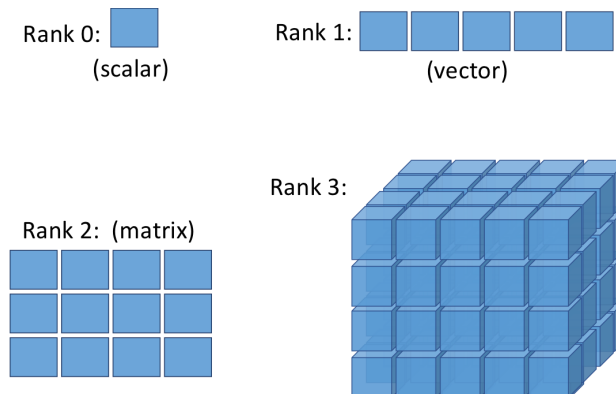 Rank 0:
(scalar)
Rank 1:
(vector)
Rank 2: (matrix)
Rank 3: